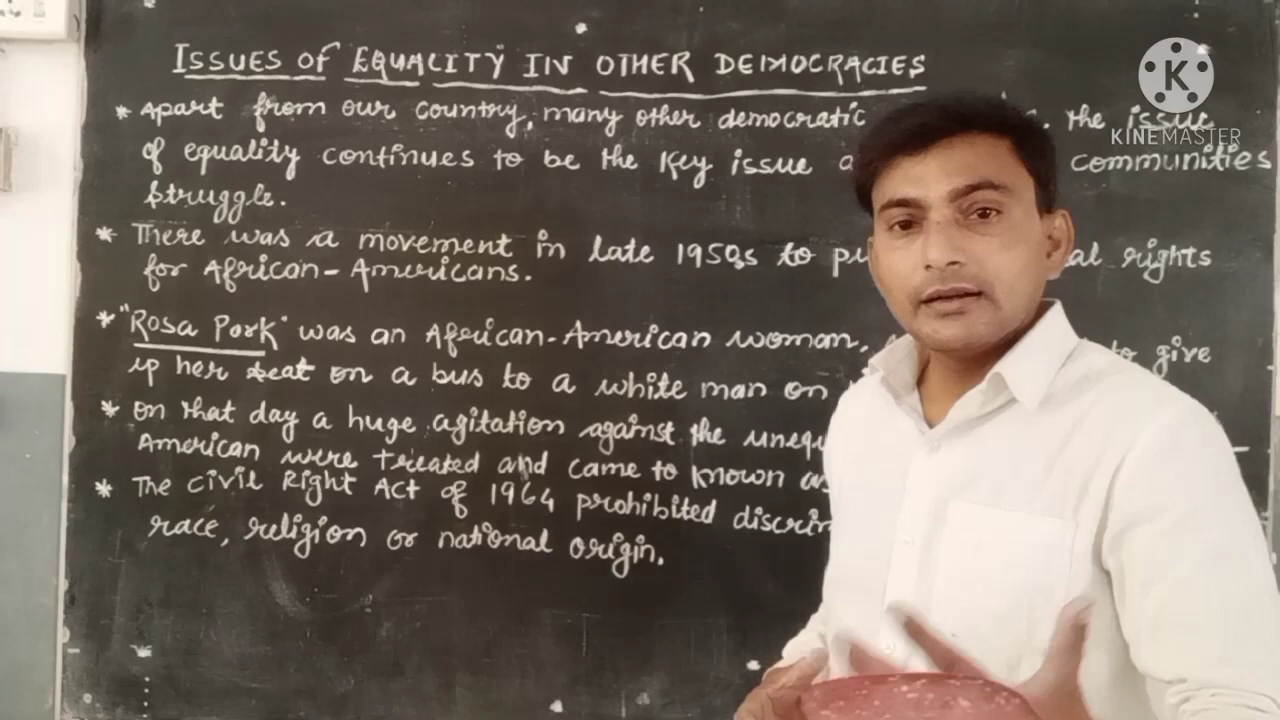 ISSUES OF EQUALITY IN OTHER DEMOCRACIES
* Apart from our country, many other democratic the issue
of equality continues to be the key issue communities
struggle.
* There was a movement in late 1950s to rights
for African-Americans.
* "Rosa Park" was an African-American woman, to give
up her seat on a bus to a white man on
* on that day a huge agitation against the
American were treated and came to known as
* The Civil Right Act of 1964 prohibited
race, religion or national origin.
K
KINEMASTER